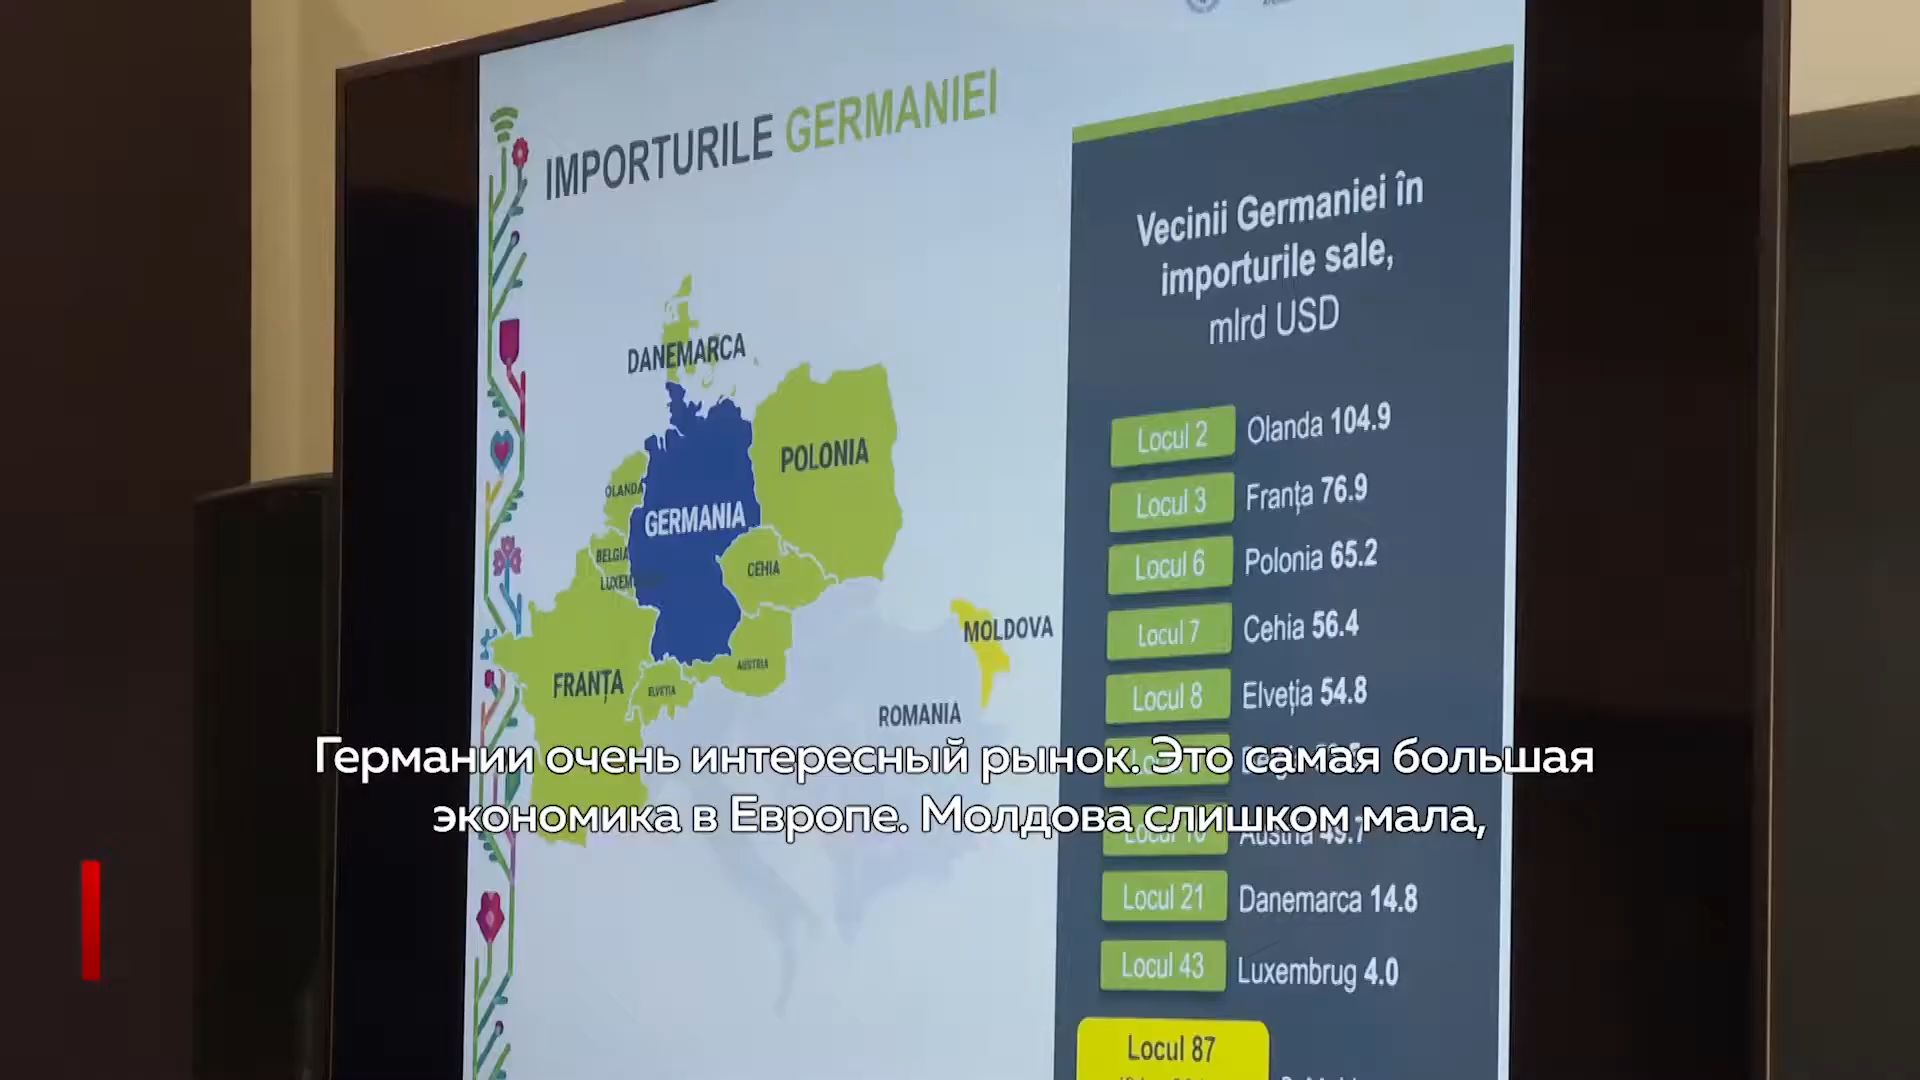 IMPORTURILE GERMANIEI
Vecinii Germaniei în
importurile sale,
mlrd USD
DANEMARCA
POLONIA
OLANDA
GERMANIA
BELGIA
CEHIA
MOLDOVA
AUSTRIA
FRANȚA
ELVEȚIA
ROMANIA
Locul 2 Olanda 104.9
Locul 3 Franța 76.9
Locul 6 Polonia 65.2
Locul 7 Cehia 56.4
Locul 8 Elveția 54.8
Austria 49.7
Locul 21 Danemarca 14.8
Locul 43 Luxembrug 4.0
Locul 87
Германии очень интересный рынок. Это самая большая
экономика в Европе. Молдова слишком мала,